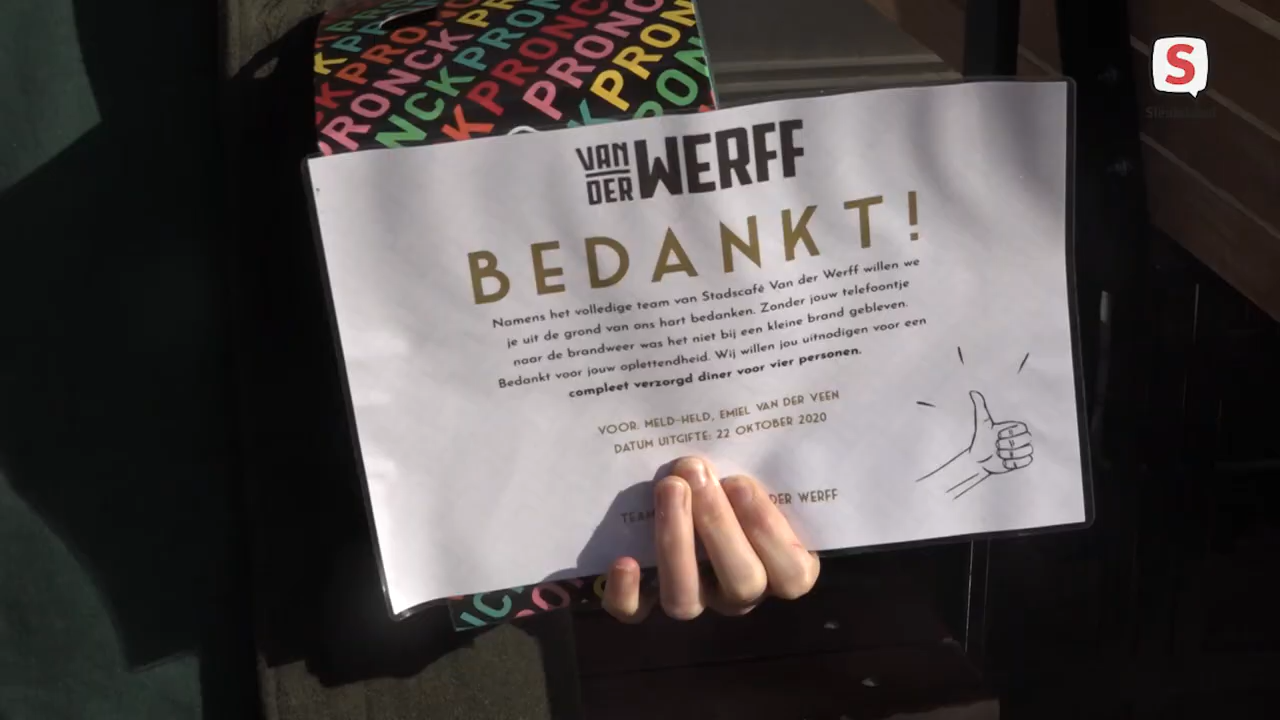 PRONCK PRONCK
VAN DER WERFF
BEDANKT!
Namens het volledige team van Stadscafé Van der Werff willen we
je uit de grond van ons hart bedanken. Zonder jouw telefoontje
naar de brandweer was het niet bij een kleine brand gebleven.
Bedankt voor jouw oplettendheid. Wij willen jou uitnodigen voor een
compleet verzorgd diner voor vier personen.
VOOR: MELD-HELD, EMIEL VAN DER VEEN
DATUM UITGIFTE: 22 OKTOBER 2020
TEAM DER WERFF
S
Sleutelstad